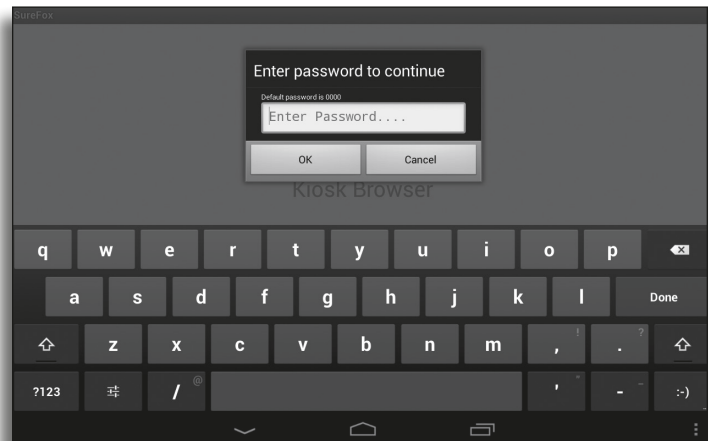 SureFox
Enter password to continue
Default password is 0000
Enter Password....
OK Cancel
Kiosk Browser
q w e r t y u i o p
a s d f g h j k l Done
z x c v b n m , ! . ?
?123 / @ ' " - _ :-)